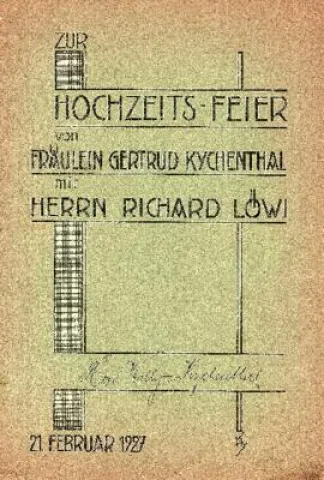 ZUR
HOCHZEITS-FEIER
von
FRÄULEIN GERTRUD KYCHENTHAL
mit
HERRN RICHARD LÖWI
Kychenthal
21. FEBRUAR 1927